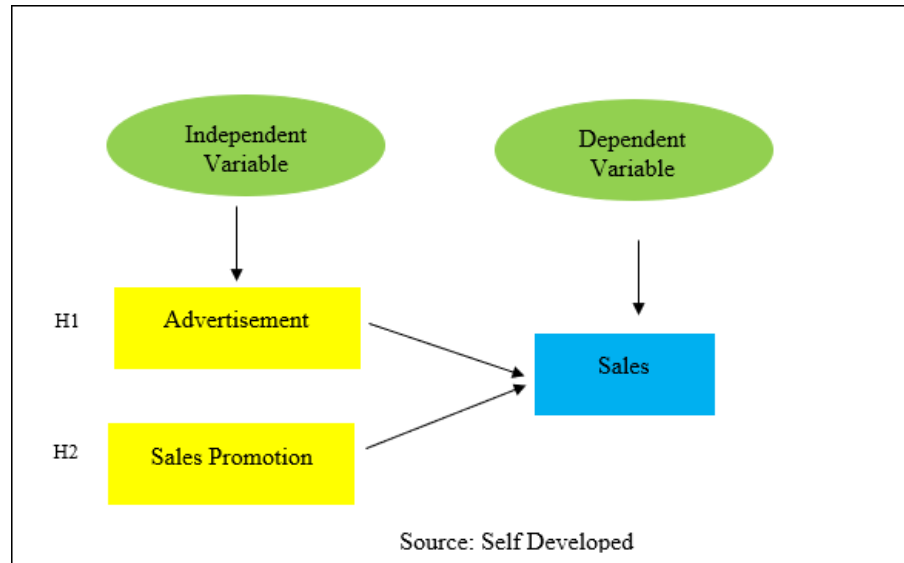 Independent
Variable
Dependent
Variable
H1
Advertisement
Sales
H2
Sales Promotion
Source: Self Developed